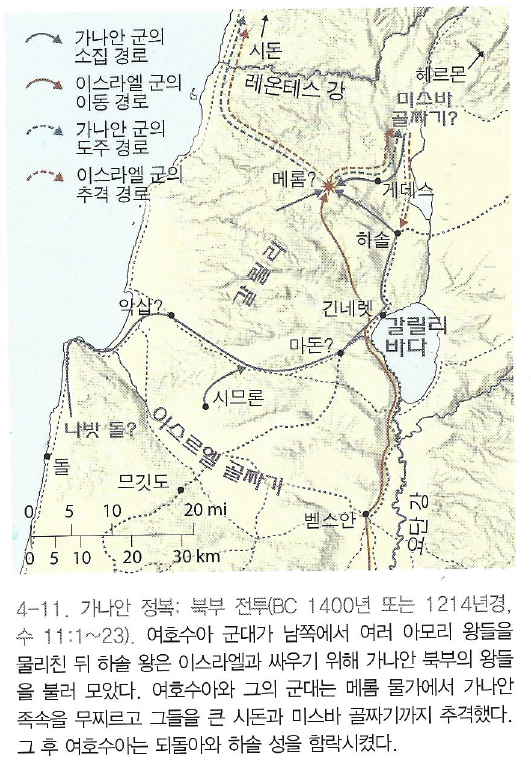 가나안 군의
소집 경로
이스라엘 군의
이동 경로
가나안 군의
도주 경로
이스라엘 군의
추격 경로
시돈
레온테스 강
헤르몬
미스바
골짜기?
메롬?
게데스
하솔
갈릴리
악삽?
긴네렛
갈릴리
바다
마돈?
시므론
나밧 돌?
이스르엘 골짜기
돌
므깃도
벧스안
요단 강
0 5 10 20 mi
0 5 10 20 30 km
4-11. 가나안 정복: 북부 전투(BC 1400년 또는 1214년경,
수 11:1~23). 여호수아 군대가 남쪽에서 여러 아모리 왕들을
물리친 뒤 하솔 왕은 이스라엘과 싸우기 위해 가나안 북부의 왕들
을 불러 모았다. 여호수아와 그의 군대는 메롬 물가에서 가나안
족속을 무찌르고 그들을 큰 시돈과 미스바 골짜기까지 추격했다.
그 후 여호수아는 되돌아와 하솔 성을 함락시켰다.